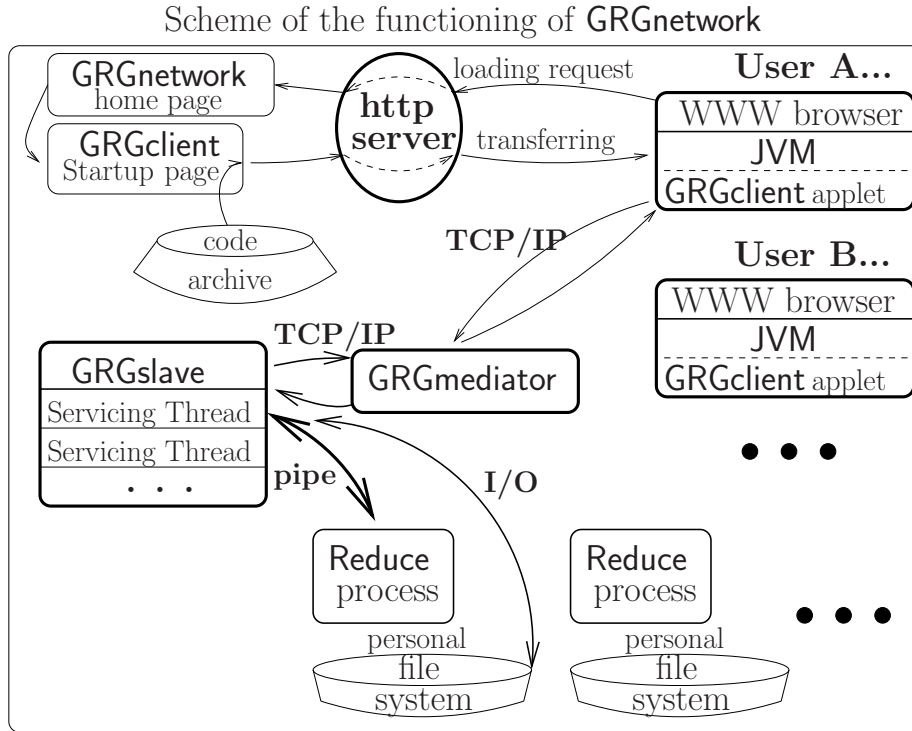 Scheme of the functioning of GRGnetwork
GRGnetwork
home page
GRGclient
Startup page
code
archive
http
server
loading request
transferring
User A...
WWW browser
JVM
GRGclient applet
TCP/IP
User B...
WWW browser
JVM
GRGclient applet
TCP/IP
GRGslave
Servicing Thread
Servicing Thread
. . .
GRGmediator
pipe
I/O
Reduce
process
personal
file
system
Reduce
process
personal
file
system